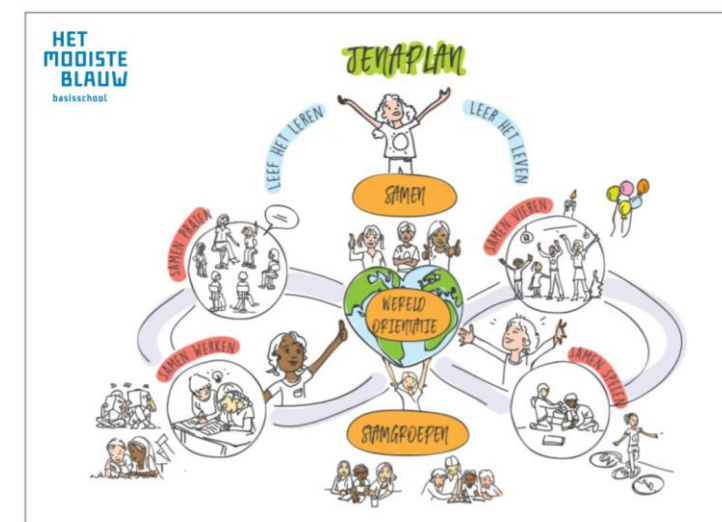 HET
MOOISTE
BLAUW
basisschool
JENAPLAN
LEEF HET LEREN
LEER HET LEVEN
SAMEN
SAMEN PRATEN
SAMEN VIEREN
WERELD
ORIENTATIE
SAMEN WERKEN
SAMEN SPELEN
STAMGROEPEN